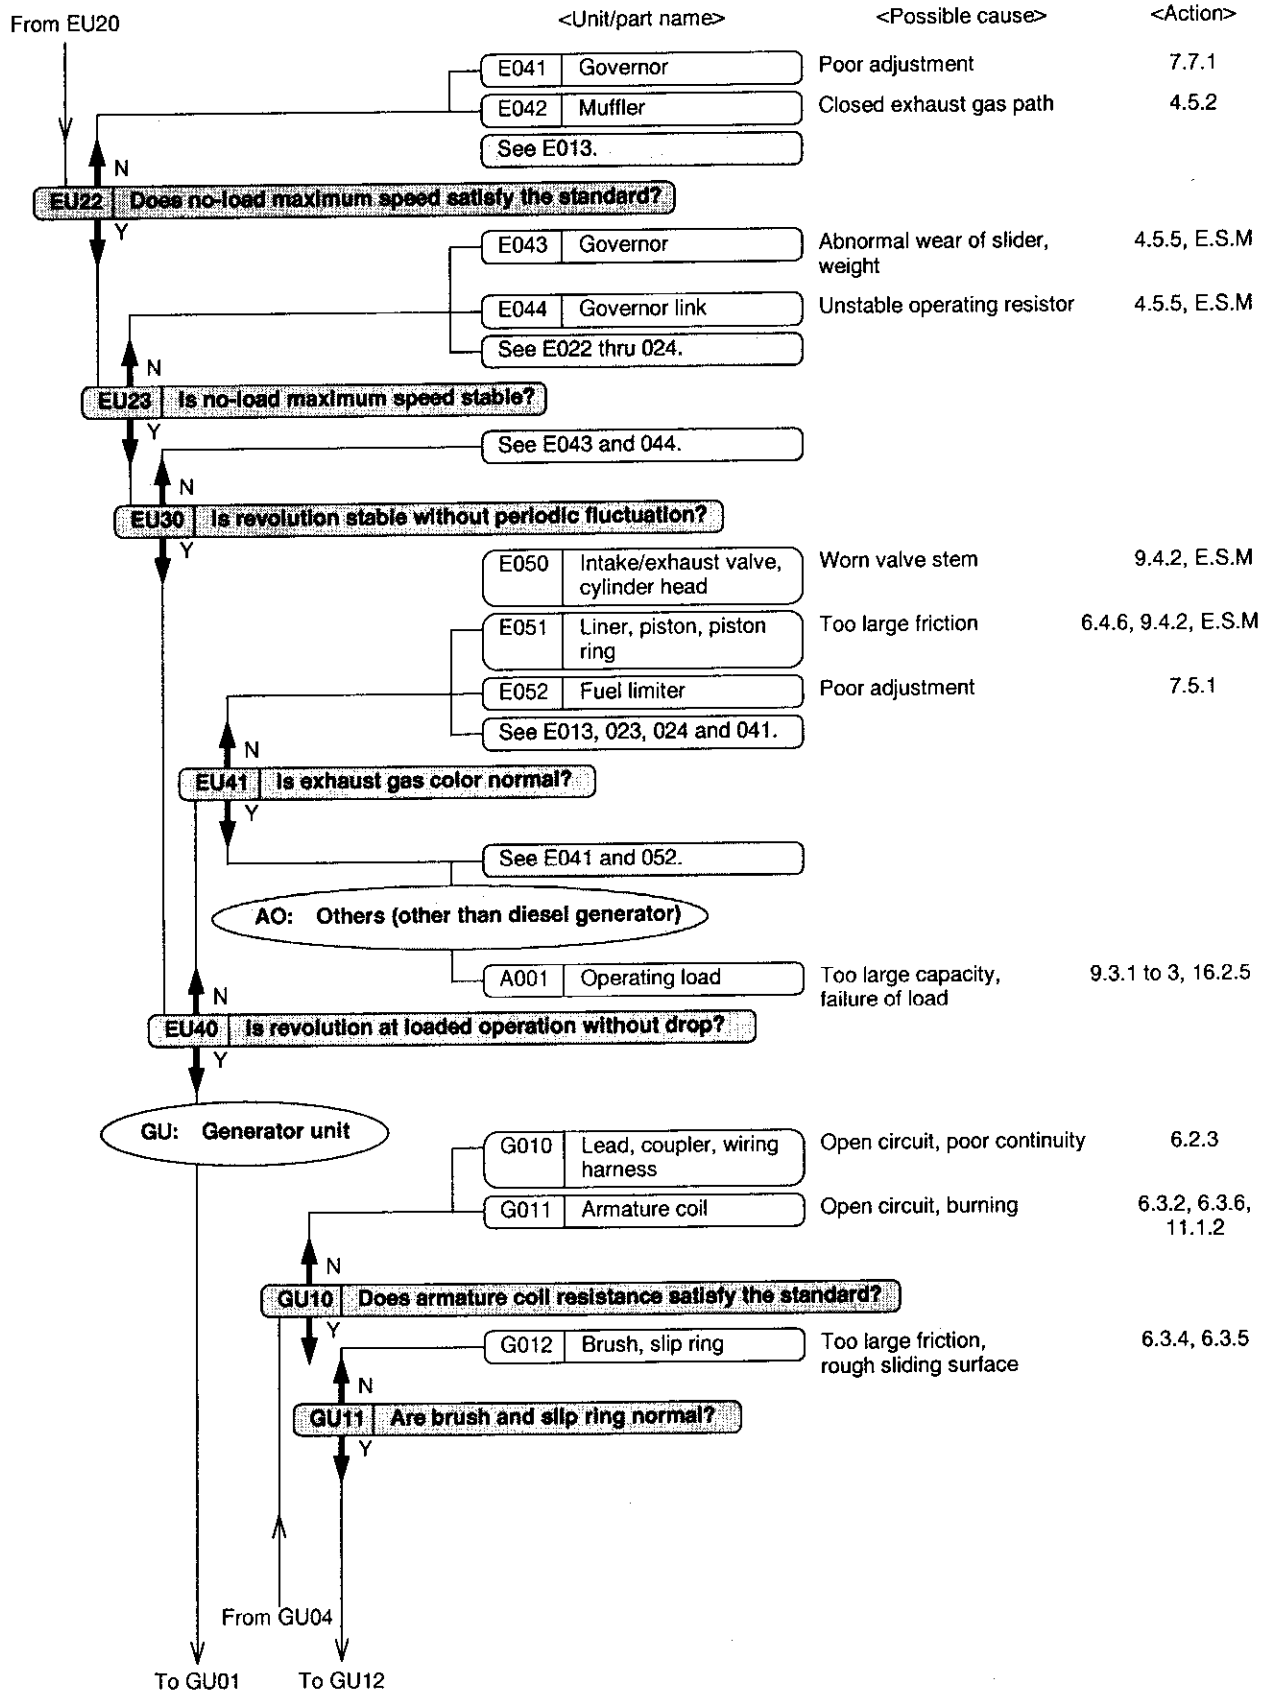 From EU20
<Unit/part name> <Possible cause> <Action>
E041 Governor Poor adjustment 7.7.1
E042 Muffler Closed exhaust gas path 4.5.2
See E013.
N
EU22 Does no-load maximum speed satisfy the standard?
Y
E043 Governor Abnormal wear of slider, 4.5.5, E.S.M
weight
E044 Governor link Unstable operating resistor 4.5.5, E.S.M
See E022 thru 024.
N
EU23 Is no-load maximum speed stable?
Y
See E043 and 044.
N
EU30 Is revolution stable without periodic fluctuation?
Y
E050 Intake/exhaust valve, Worn valve stem 9.4.2, E.S.M
cylinder head
E051 Liner, piston, piston Too large friction 6.4.6, 9.4.2, E.S.M
ring
E052 Fuel limiter Poor adjustment 7.5.1
See E013, 023, 024 and 041.
N
EU41 Is exhaust gas color normal?
Y
See E041 and 052.
AO: Others (other than diesel generator)
A001 Operating load Too large capacity, 9.3.1 to 3, 16.2.5
failure of load
N
EU40 Is revolution at loaded operation without drop?
Y
GU: Generator unit
G010 Lead, coupler, wiring Open circuit, poor continuity 6.2.3
harness
G011 Armature coil Open circuit, burning 6.3.2, 6.3.6,
11.1.2
N
GU10 Does armature coil resistance satisfy the standard?
Y
G012 Brush, slip ring Too large friction, 6.3.4, 6.3.5
rough sliding surface
N
GU11 Are brush and slip ring normal?
Y
From GU04
To GU01 To GU12